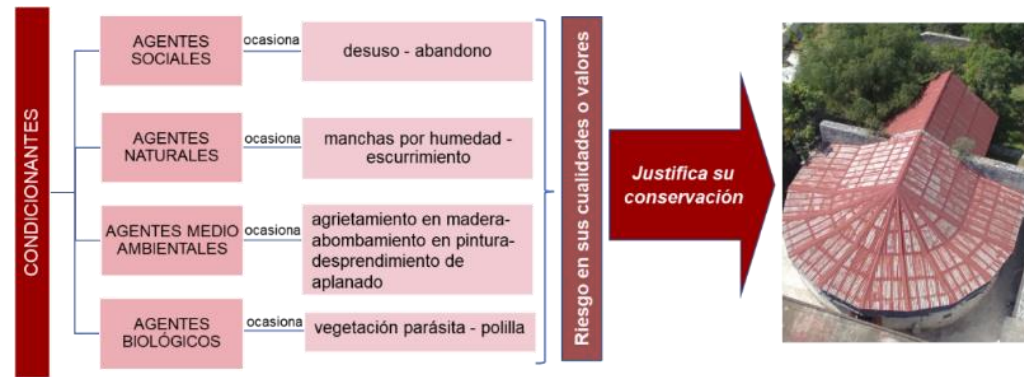 CONDICIONANTES
AGENTES
SOCIALES
ocasiona
desuso - abandono
AGENTES
NATURALES
ocasiona
manchas por humedad -
escurrimiento
AGENTES MEDIO
AMBIENTALES
ocasiona
agrietamiento en madera-
abombamiento en pintura-
desprendimiento de
aplanado
AGENTES
BIOLÓGICOS
ocasiona
vegetación parásita - polilla
Riesgo en sus cualidades o valores
Justifica su
conservación